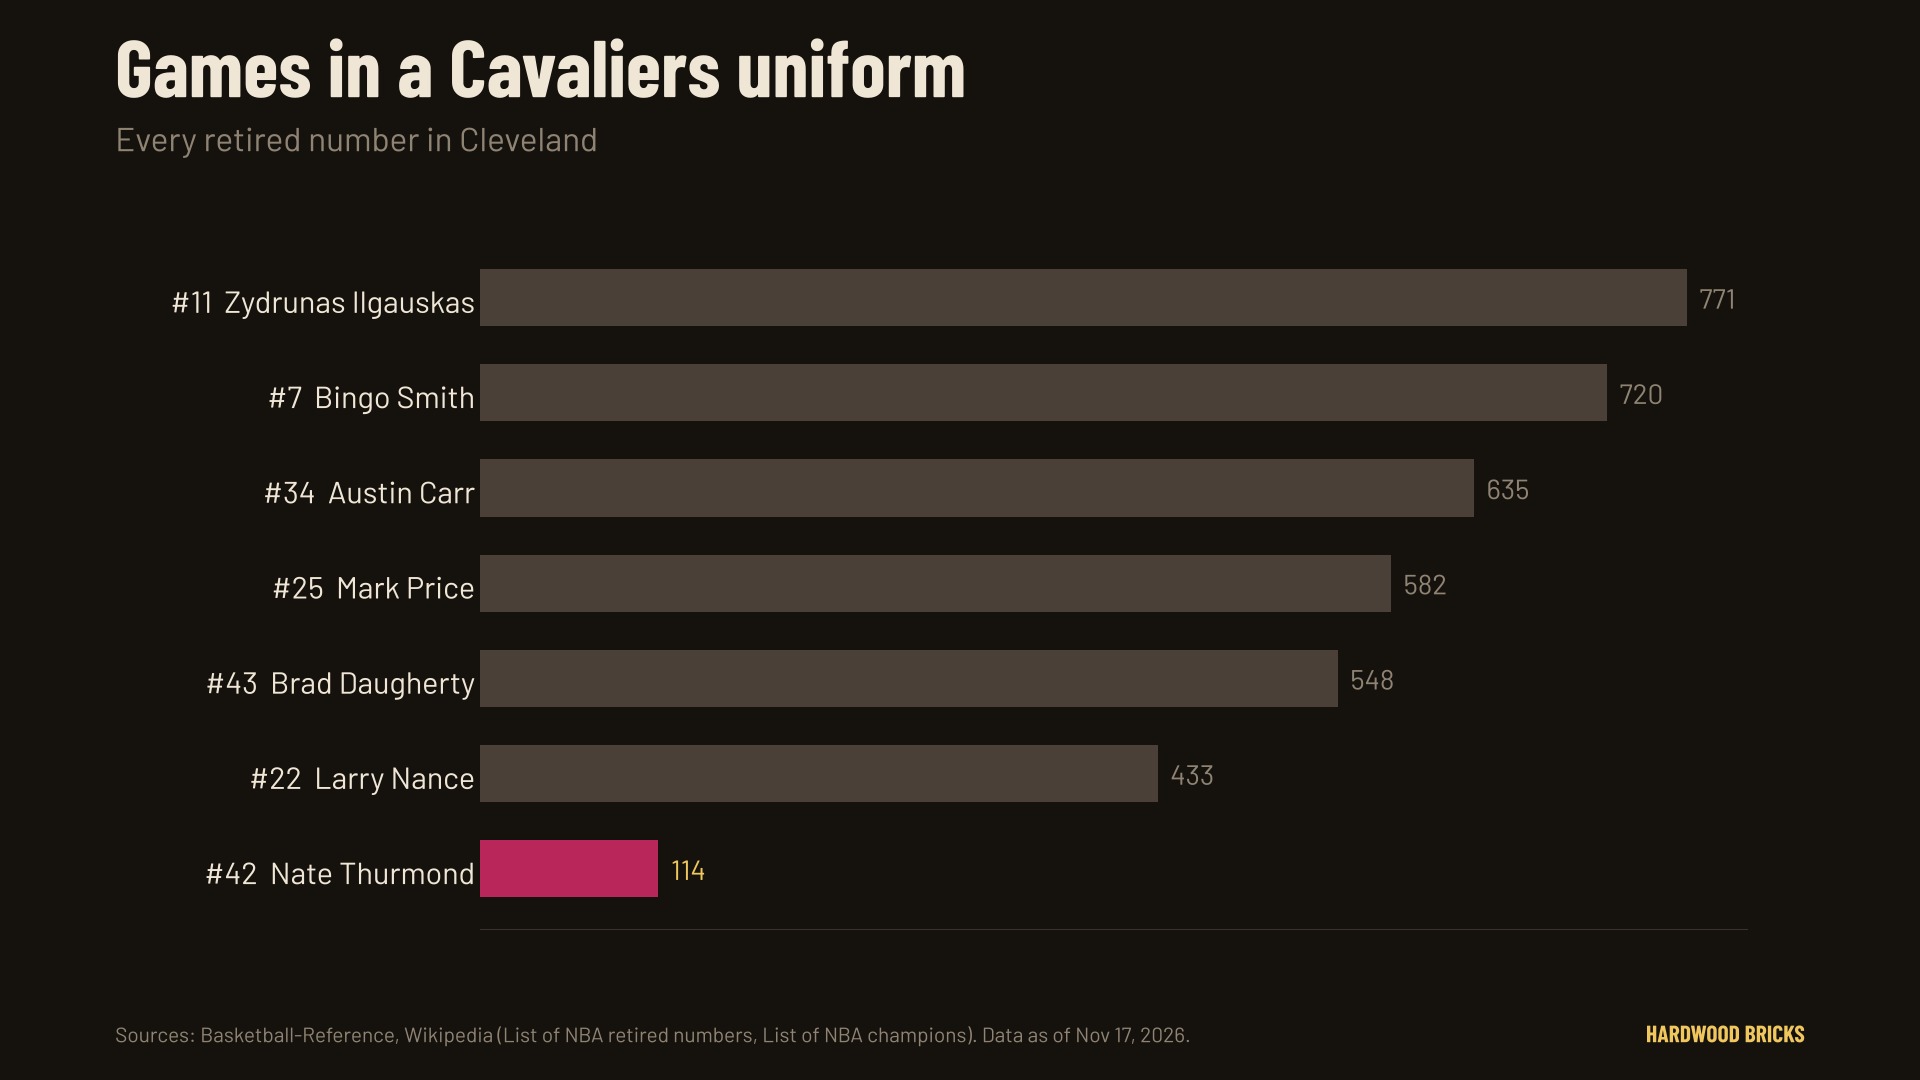 Games in a Cavaliers uniform
Every retired number in Cleveland
#11 Zydrunas Ilgauskas 771
#7 Bingo Smith 720
#34 Austin Carr 635
#25 Mark Price 582
#43 Brad Daugherty 548
#22 Larry Nance 433
#42 Nate Thurmond 114
Sources: Basketball-Reference, Wikipedia (List of NBA retired numbers, List of NBA champions). Data as of Nov 17, 2026.
HARDWOOD BRICKS